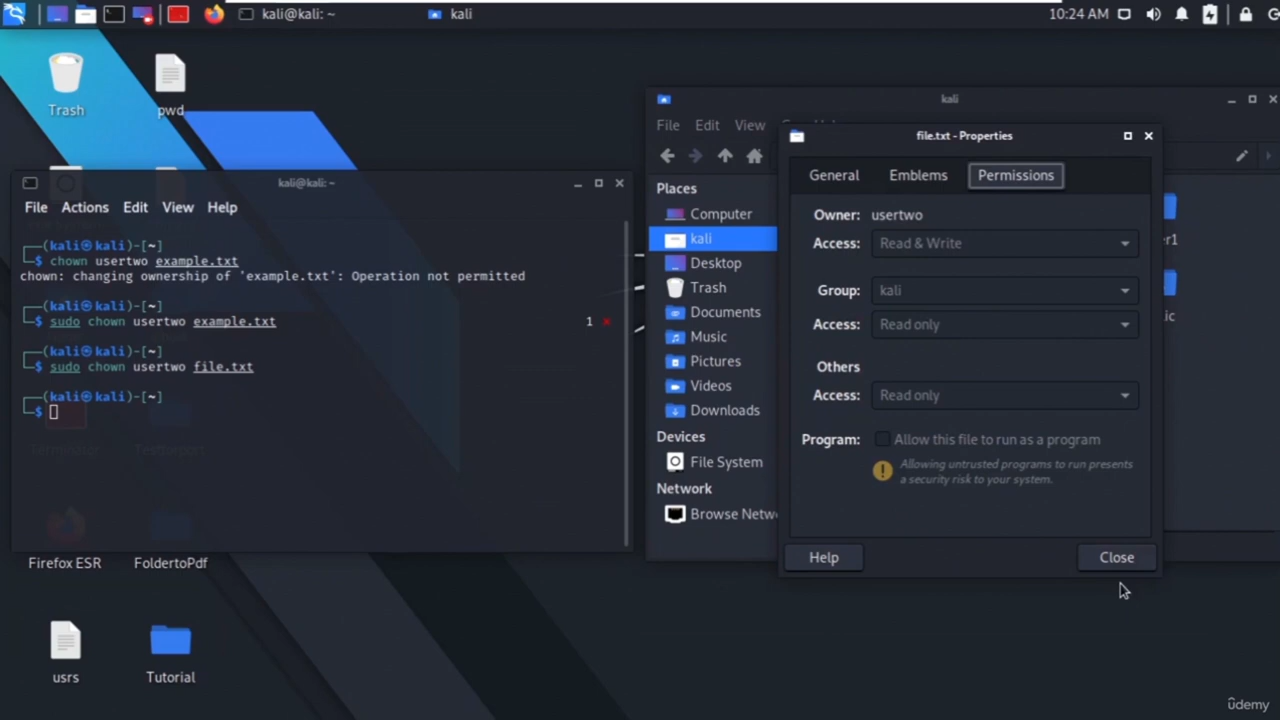 kali@kali: ~
kali
10:24 AM
Trash
pwd
kali@kali: ~
File Actions Edit View Help
┌──(kali㉿kali)-[~]
└─$ chown usertwo example.txt
chown: changing ownership of 'example.txt': Operation not permitted
┌──(kali㉿kali)-[~]
└─$ sudo chown usertwo example.txt 1 ×
┌──(kali㉿kali)-[~]
└─$ sudo chown usertwo file.txt
┌──(kali㉿kali)-[~]
└─$
Firefox ESR
FoldertoPdf
usrs
Tutorial
kali
File Edit View
Places
Computer
kali
Desktop
Trash
Documents
Music
Pictures
Videos
Downloads
Devices
File System
Network
Browse Netw
file.txt - Properties
General Emblems Permissions
Owner: usertwo
Access: Read & Write
Group: kali
Access: Read only
Others
Access: Read only
Program: Allow this file to run as a program
Allowing untrusted programs to run presents
a security risk to your system.
Help
Close
udemy